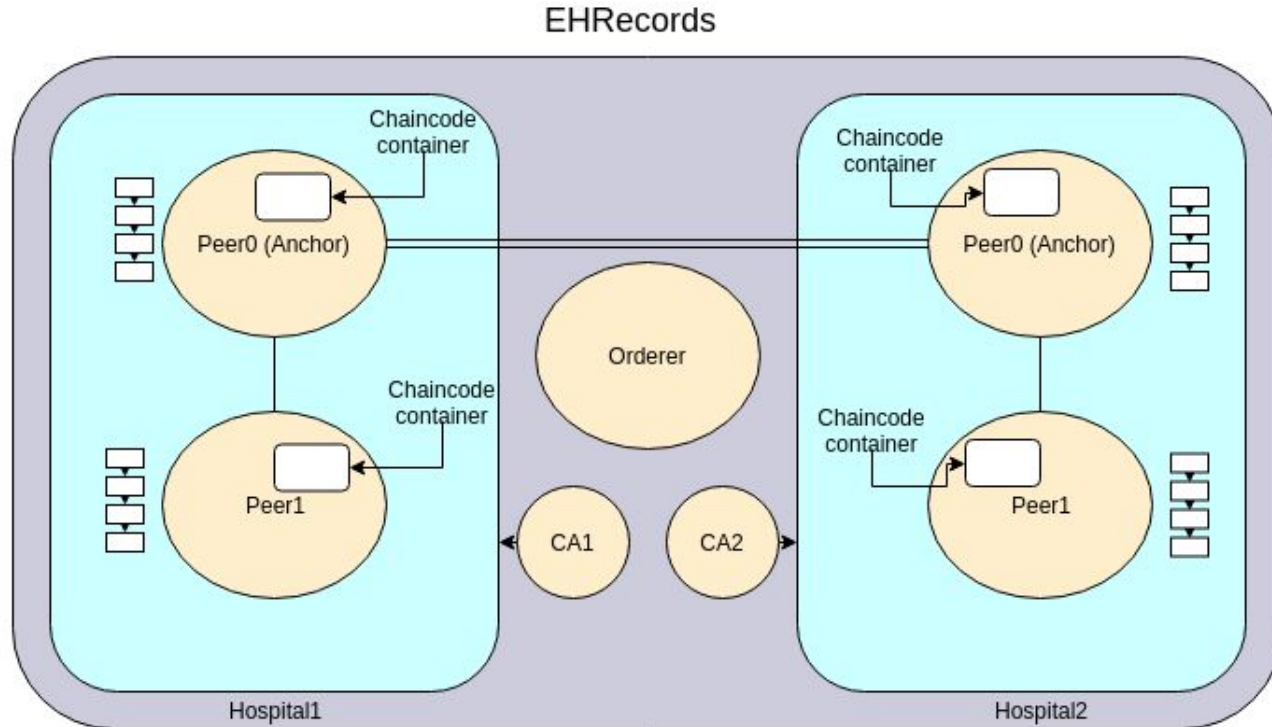 EHRecords
Chaincode
container
Peer0 (Anchor)
Chaincode
container
Peer1
Hospital1
Orderer
CA1
CA2
Chaincode
container
Peer0 (Anchor)
Chaincode
container
Peer1
Hospital2